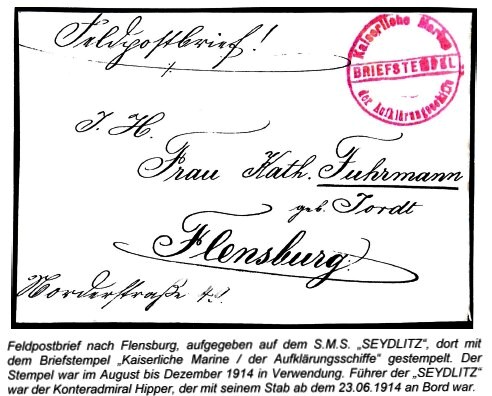 Feldpostbrief!
Kaiserliche Marine
BRIEFSTEMPEL
der Aufklärungsschiffe
I. H.
Frau Kath. Fuhrmann
geb. Jordt
Flensburg.
Norderstraße
Feldpostbrief nach Flensburg, aufgegeben auf dem S.M.S. „SEYDLITZ", dort mit
dem Briefstempel „Kaiserliche Marine / der Aufklärungsschiffe" gestempelt. Der
Stempel war im August bis Dezember 1914 in Verwendung. Führer der „SEYDLITZ"
war der Konteradmiral Hipper, der mit seinem Stab ab dem 23.06.1914 an Bord war.